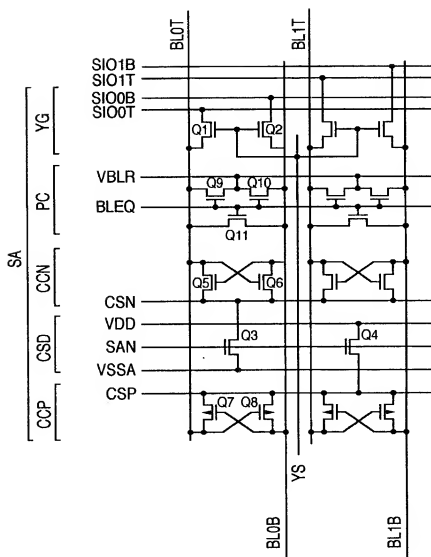 BL0T
BL1T
SIO1B
SIO1T
SIO0B
SIO0T
YG
Q1
Q2
VBLR
Q9
Q10
PC
BLEQ
Q11
SA
CCN
Q5
Q6
CSN
VDD
CSD
SAN
Q3
Q4
VSSA
CSP
CCP
Q7
Q8
YS
BL0B
BL1B